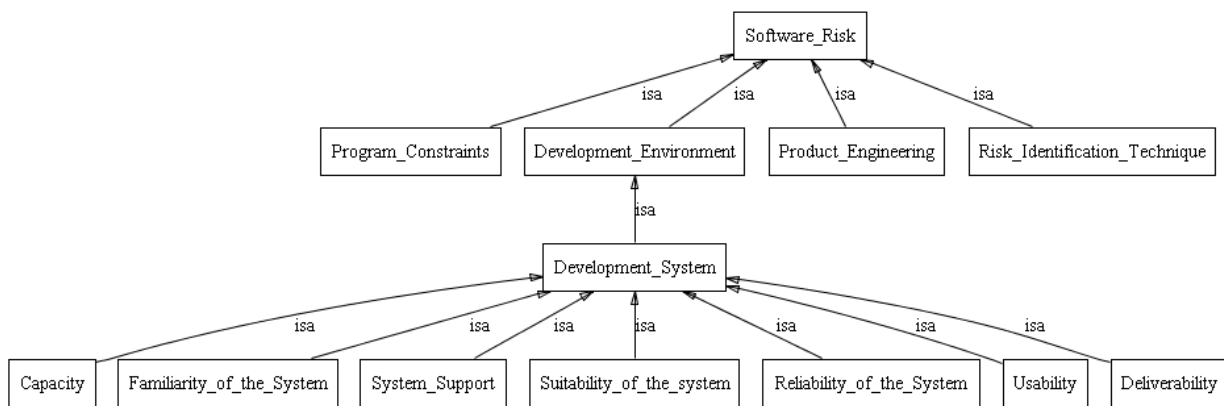 Software_Risk
isa
isa
isa
isa
Program_Constraints
Development_Environment
Product_Engineering
Risk_Identification_Technique
isa
Development_System
isa
isa
isa
isa
isa
isa
isa
Capacity
Familiarity_of_the_System
System_Support
Suitability_of_the_system
Reliability_of_the_System
Usability
Deliverability